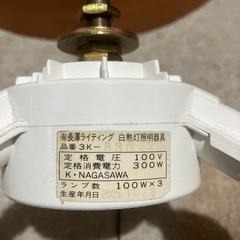 ㈲長澤ライティング 白熱灯照明器具
品番 3K-
定格電圧 100V
定格消費電力 300W
K・NAGASAWA
ランプ数 100W×3
生産年月日 2005